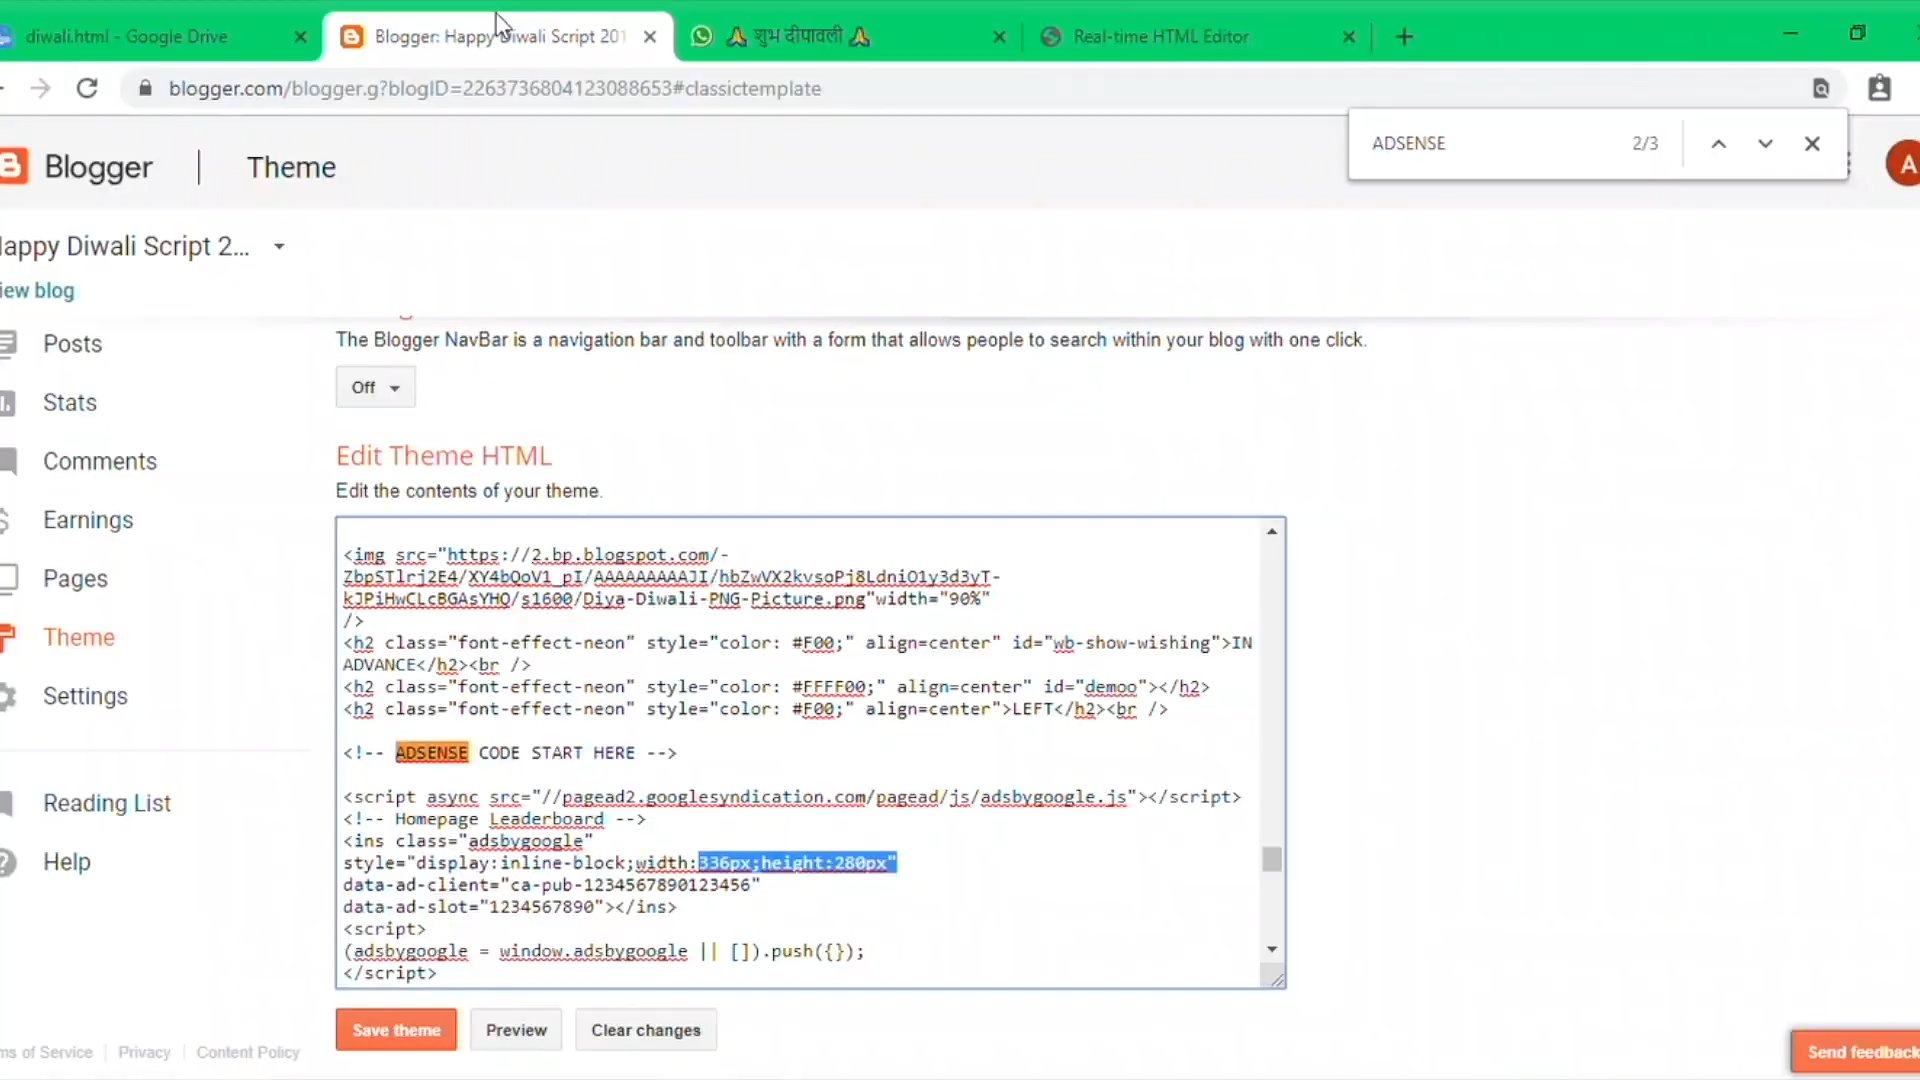 diwali.html - Google Drive
Blogger: Happy Diwali Script 201
🙏 शुभ दीपावली 🙏
Real-time HTML Editor
blogger.com/blogger.g?blogID=2263736804123088653#classictemplate
ADSENSE 2/3
Blogger | Theme
A
appy Diwali Script 2...
iew blog
Posts
Stats
Comments
Earnings
Pages
Theme
Settings
Reading List
Help
ms of Service | Privacy | Content Policy
The Blogger NavBar is a navigation bar and toolbar with a form that allows people to search within your blog with one click.
Off
Edit Theme HTML
Edit the contents of your theme.
<img src="https://2.bp.blogspot.com/-
ZbpSTlrj2E4/XY4bQoV1_pI/AAAAAAAAAJI/hbZwVX2kvsoPj8LdniO1y3d3yT-
kJPiHwCLcBGAsYHQ/s1600/Diya-Diwali-PNG-Picture.png"width="90%"
/>
<h2 class="font-effect-neon" style="color: #F00;" align=center" id="wb-show-wishing">IN
ADVANCE</h2><br />
<h2 class="font-effect-neon" style="color: #FFFF00;" align=center" id="demoo"></h2>
<h2 class="font-effect-neon" style="color: #F00;" align=center">LEFT</h2><br />
<!-- ADSENSE CODE START HERE -->
<script async src="//pagead2.googlesyndication.com/pagead/js/adsbygoogle.js"></script>
<!-- Homepage Leaderboard -->
<ins class="adsbygoogle"
style="display:inline-block;width:336px;height:280px"
data-ad-client="ca-pub-1234567890123456"
data-ad-slot="1234567890"></ins>
<script>
(adsbygoogle = window.adsbygoogle || []).push({});
</script>
Save theme
Preview
Clear changes
Send feedback